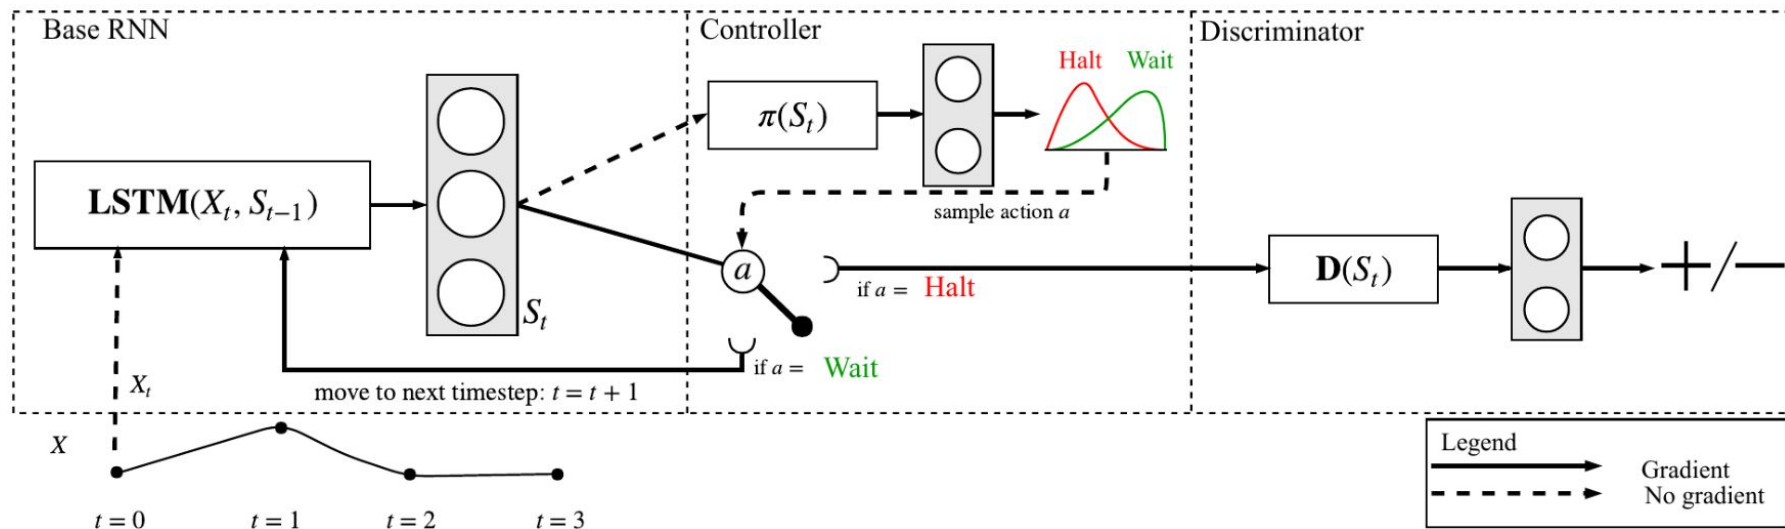 Base RNN
LSTM(X_t, S_{t−1})
S_t
X_t
move to next timestep: t = t + 1
Controller
π(S_t)
Halt Wait
sample action a
a
if a = Halt
if a = Wait
Discriminator
D(S_t)
+/−
X
t = 0 t = 1 t = 2 t = 3
Legend
Gradient
No gradient